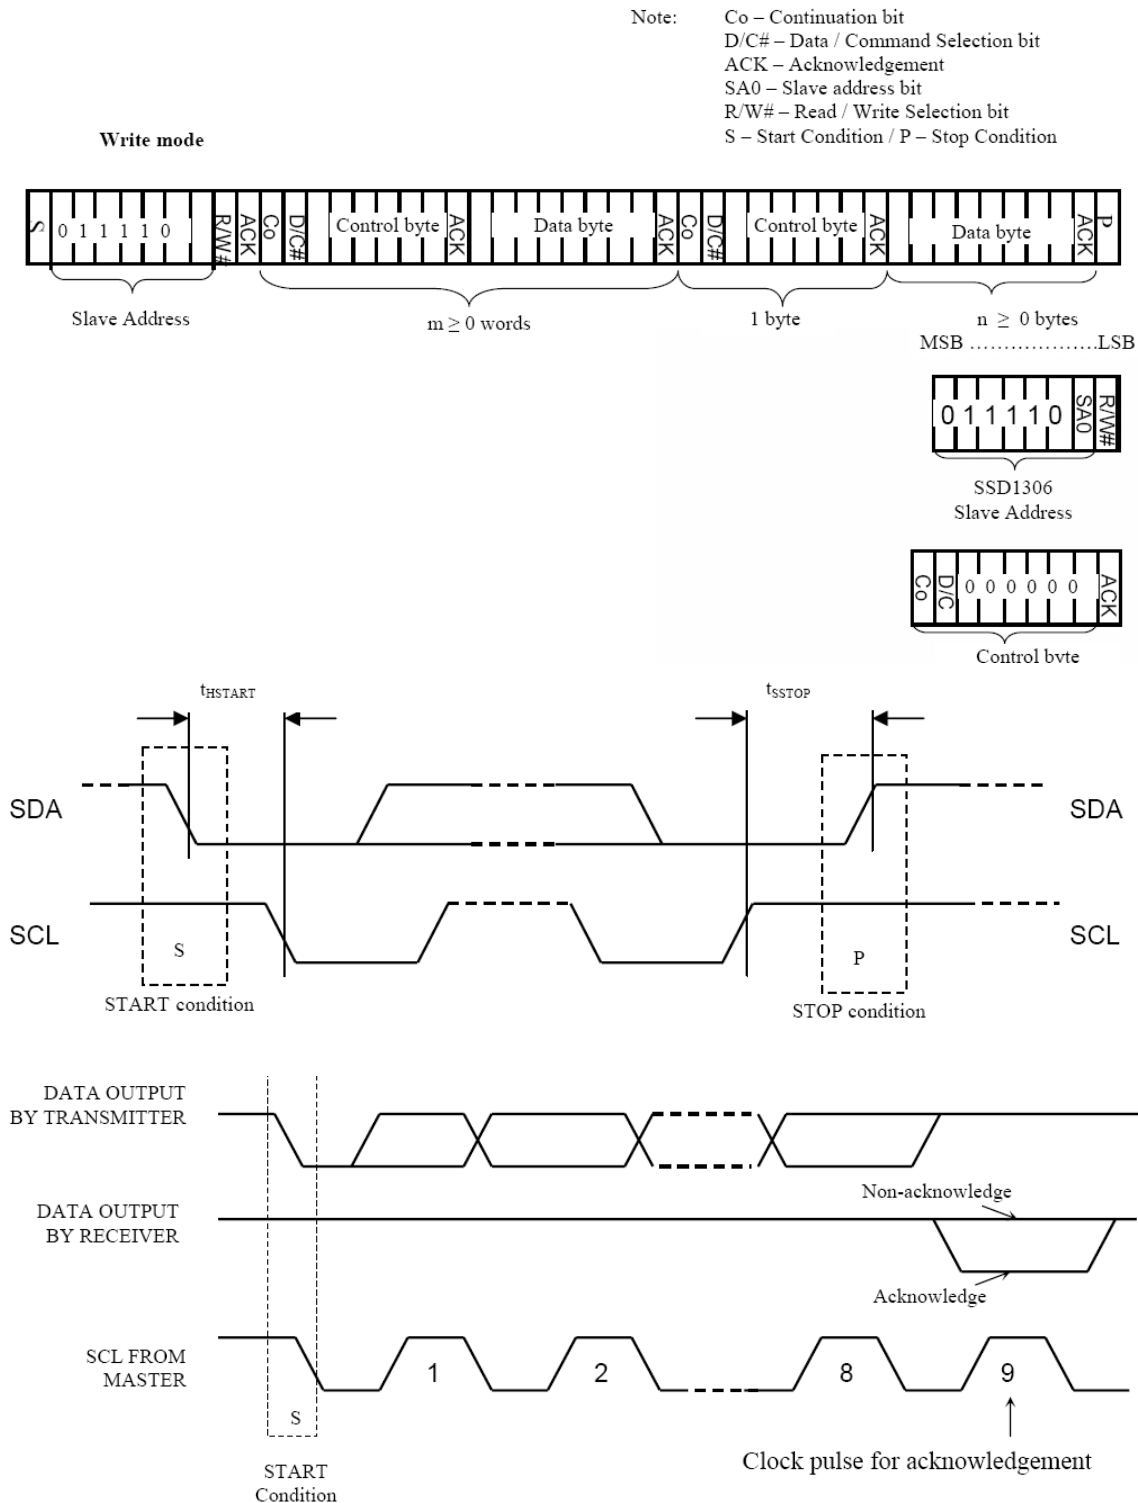 Note: Co – Continuation bit
D/C# – Data / Command Selection bit
ACK – Acknowledgement
SA0 – Slave address bit
R/W# – Read / Write Selection bit
S – Start Condition / P – Stop Condition
Write mode
S 0 1 1 1 1 0 R/W# ACK Co D/C# Control byte ACK Data byte ACK Co D/C# Control byte ACK Data byte ACK P
Slave Address
m ≥ 0 words
1 byte
n ≥ 0 bytes
MSB ....................LSB
0 1 1 1 1 0 SA0 R/W#
SSD1306
Slave Address
Co D/C 0 0 0 0 0 0 ACK
Control bvte
tHSTART
tSSTOP
SDA
SDA
SCL
SCL
S
P
START condition
STOP condition
DATA OUTPUT
BY TRANSMITTER
Non-acknowledge
DATA OUTPUT
BY RECEIVER
Acknowledge
SCL FROM
MASTER
1 2 8 9
S
Clock pulse for acknowledgement
START
Condition